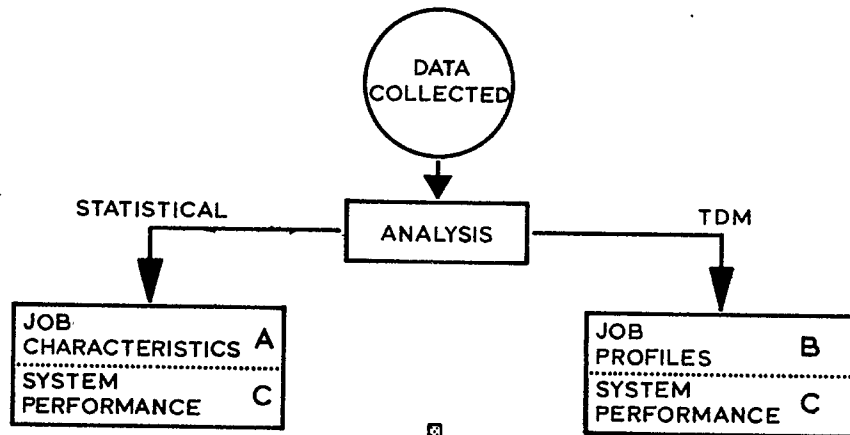 DATA
COLLECTED
STATISTICAL
ANALYSIS
TDM
JOB
CHARACTERISTICS A
SYSTEM
PERFORMANCE C
JOB
PROFILES B
SYSTEM
PERFORMANCE C